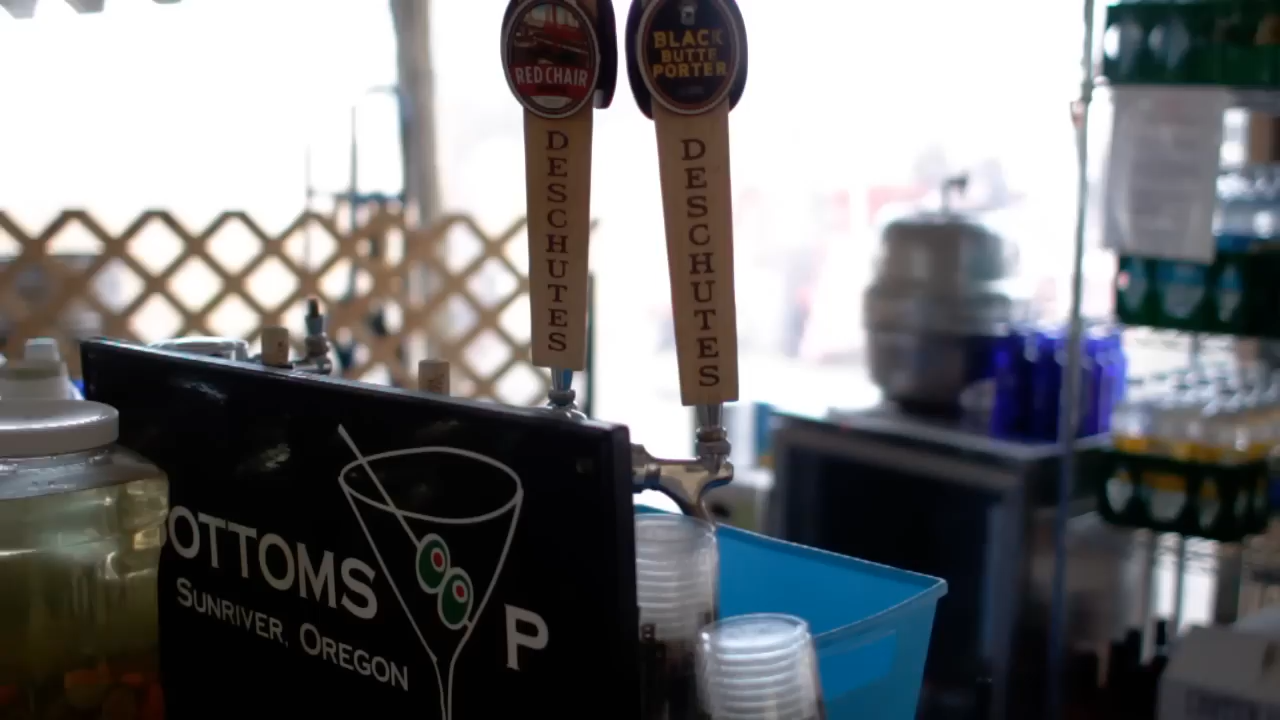 RED CHAIR
DESCHUTES
BLACK
BUTTE
PORTER
DESCHUTES
OTTOMS
SUNRIVER, OREGON
P